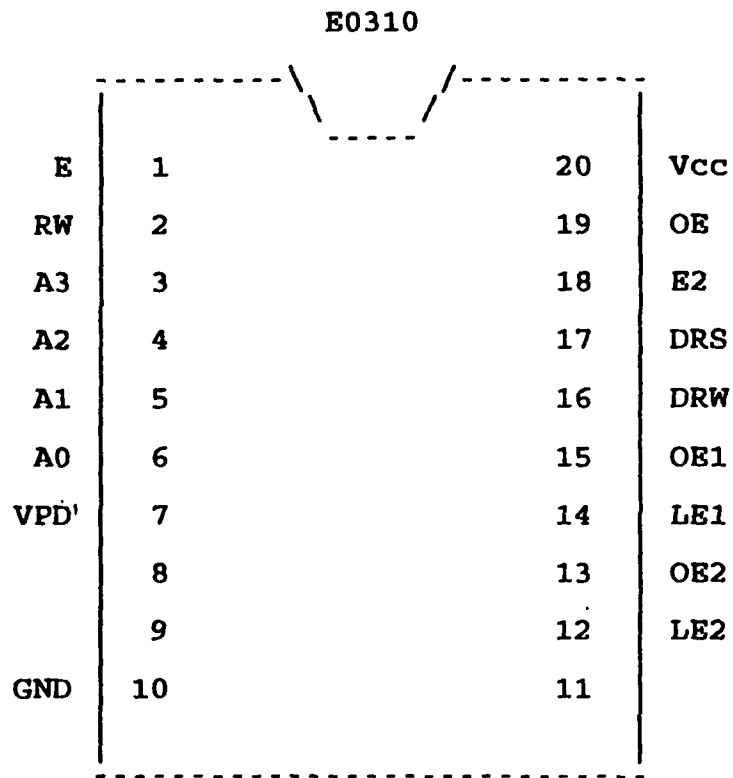 E0310
E 1 20 Vcc
RW 2 19 OE
A3 3 18 E2
A2 4 17 DRS
A1 5 16 DRW
A0 6 15 OE1
VPD' 7 14 LE1
8 13 OE2
9 12 LE2
GND 10 11